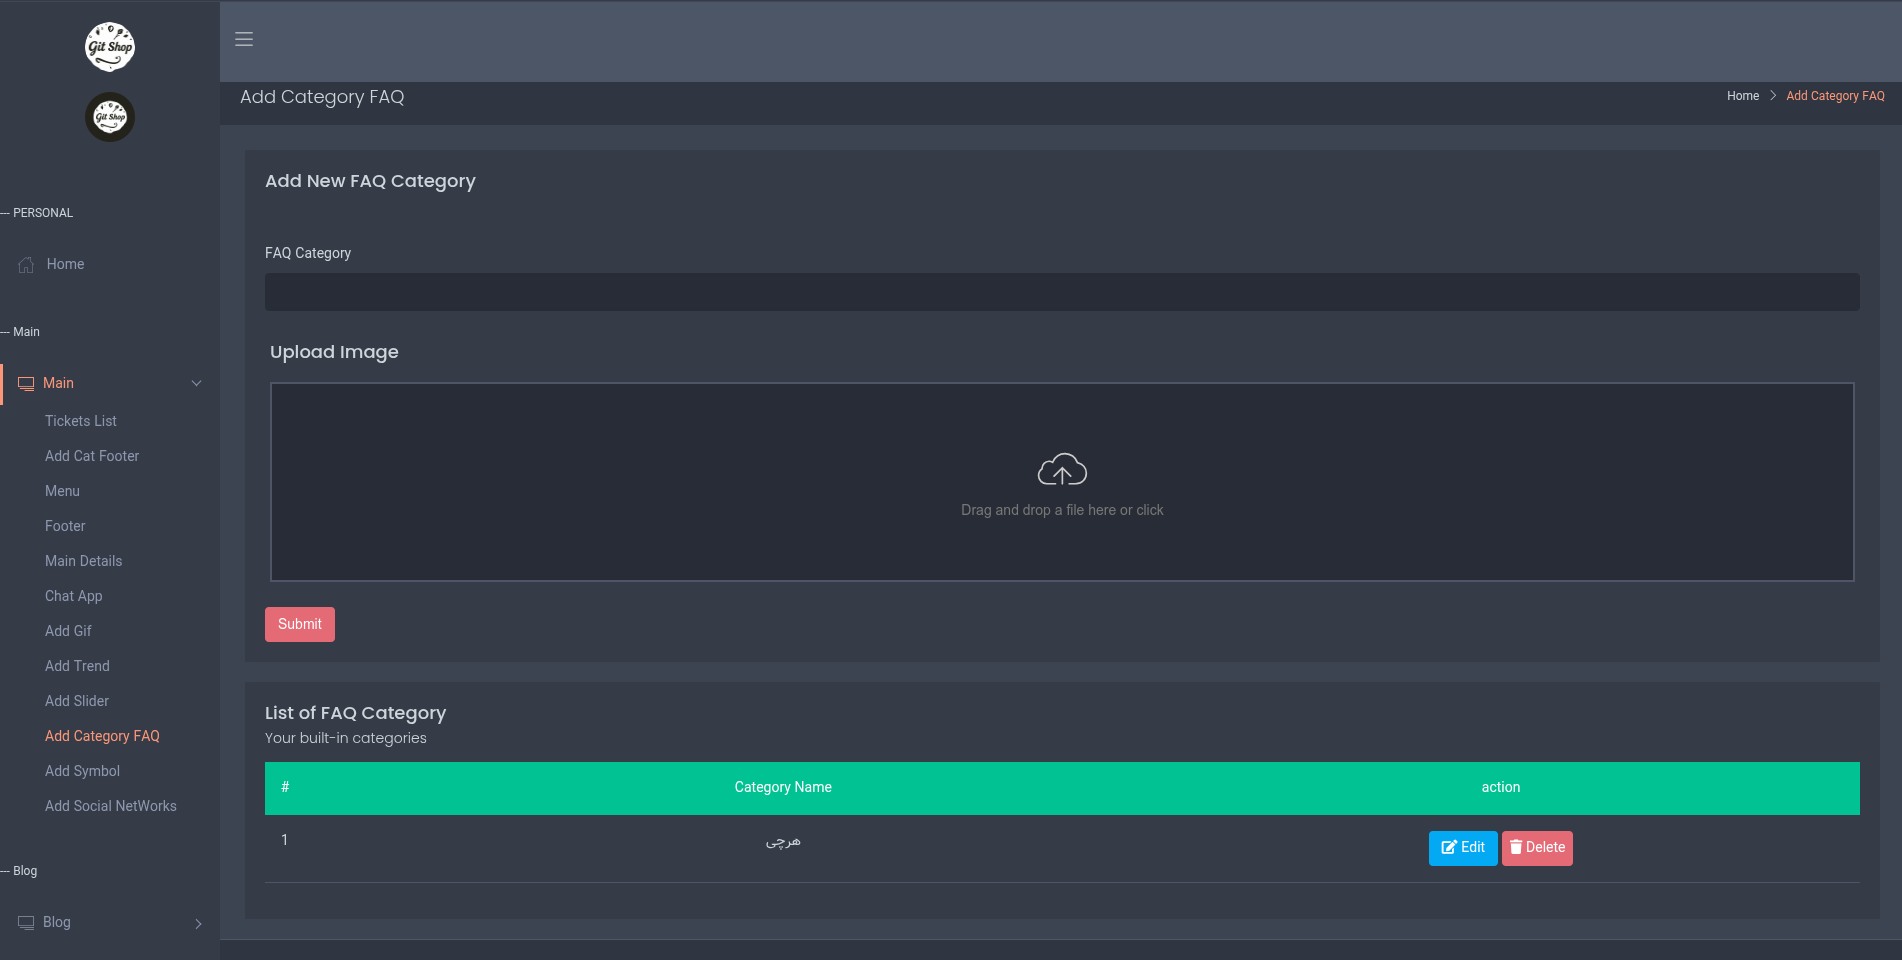 Git Shop
Git Shop
--- PERSONAL
Home
--- Main
Main
Tickets List
Add Cat Footer
Menu
Footer
Main Details
Chat App
Add Gif
Add Trend
Add Slider
Add Category FAQ
Add Symbol
Add Social NetWorks
--- Blog
Blog
Add Category FAQ
Home > Add Category FAQ
Add New FAQ Category
FAQ Category
Upload Image
Drag and drop a file here or click
Submit
List of FAQ Category
Your built-in categories
# Category Name action
1 هرچی Edit Delete